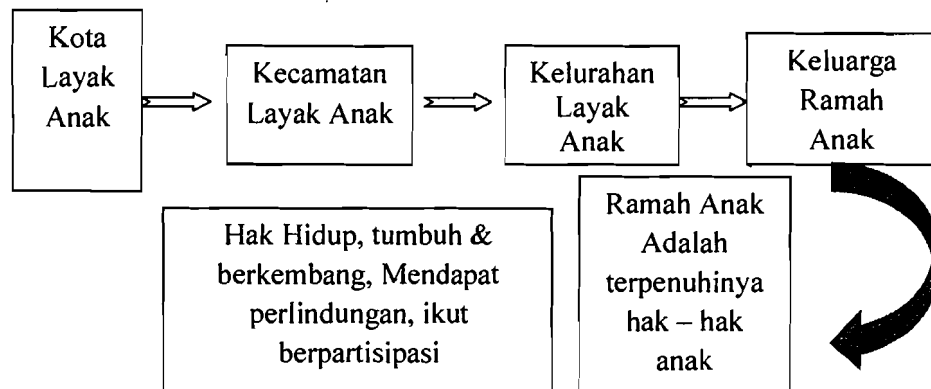 Kota
Layak
Anak
Kecamatan
Layak Anak
Kelurahan
Layak
Anak
Keluarga
Ramah
Anak
Ramah Anak
Adalah
terpenuhinya
hak – hak
anak
Hak Hidup, tumbuh &
berkembang, Mendapat
perlindungan, ikut
berpartisipasi